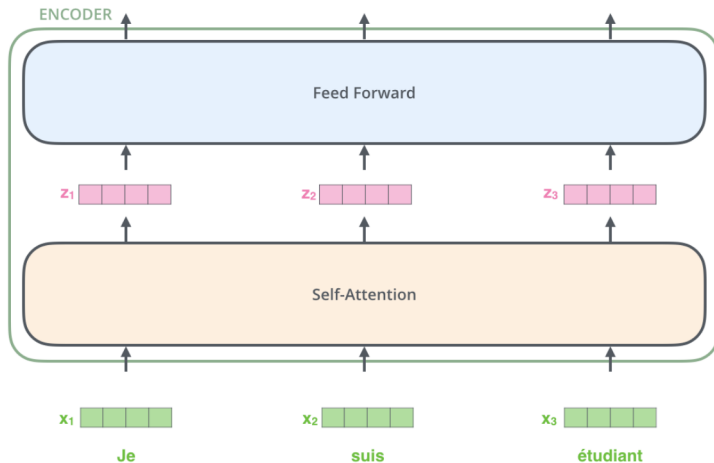 ENCODER
Feed Forward
z1 z2 z3
Self-Attention
x1 x2 x3
Je suis étudiant